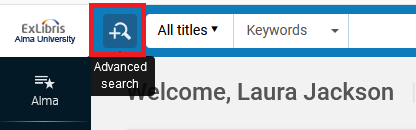 ExLibris
Alma University
All titles ▾
Keywords
Advanced
search
Alma
Welcome, Laura Jackson